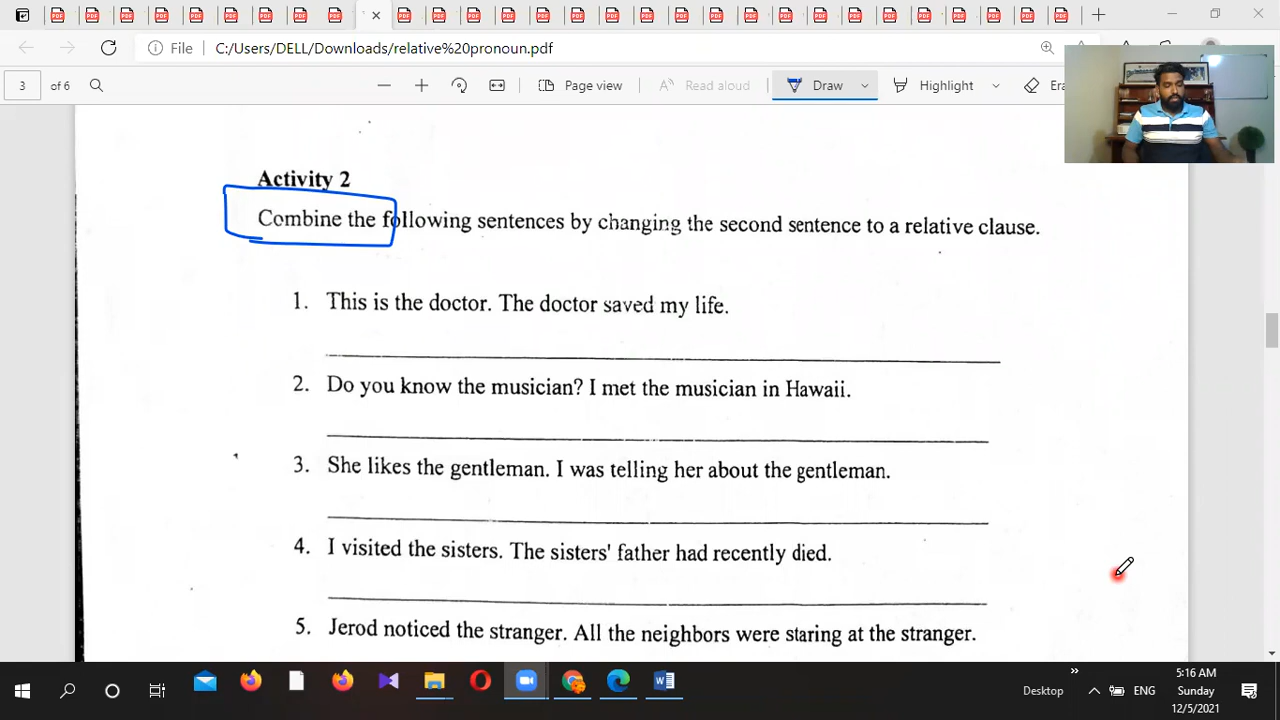 File C:/Users/DELL/Downloads/relative%20pronoun.pdf
3 of 6 Page view Read aloud Draw Highlight Era
Activity 2
Combine the following sentences by changing the second sentence to a relative clause.
1. This is the doctor. The doctor saved my life.
2. Do you know the musician? I met the musician in Hawaii.
3. She likes the gentleman. I was telling her about the gentleman.
4. I visited the sisters. The sisters' father had recently died.
5. Jerod noticed the stranger. All the neighbors were staring at the stranger.
5:16 AM
Desktop ENG Sunday
12/5/2021